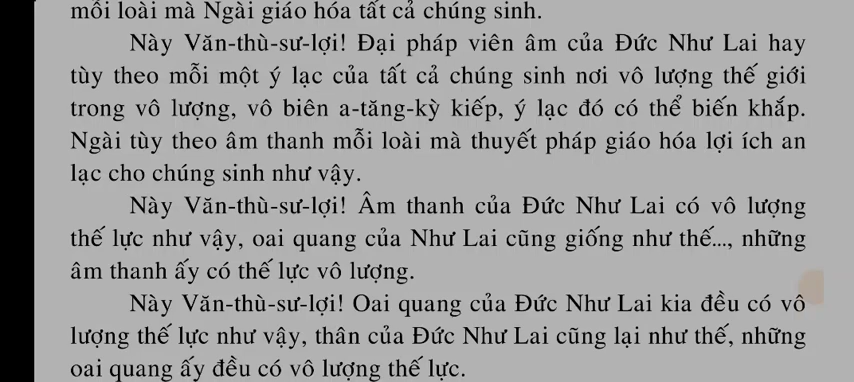 mỗi loài mà Ngài giáo hóa tất cả chúng sinh.
Này Văn-thù-sư-lợi! Đại pháp viên âm của Đức Như Lai hay
tùy theo mỗi một ý lạc của tất cả chúng sinh nơi vô lượng thế giới
trong vô lượng, vô biên a-tăng-kỳ kiếp, ý lạc đó có thể biến khắp.
Ngài tùy theo âm thanh mỗi loài mà thuyết pháp giáo hóa lợi ích an
lạc cho chúng sinh như vậy.
Này Văn-thù-sư-lợi! Âm thanh của Đức Như Lai có vô lượng
thế lực như vậy, oai quang của Như Lai cũng giống như thế..., những
âm thanh ấy có thế lực vô lượng.
Này Văn-thù-sư-lợi! Oai quang của Đức Như Lai kia đều có vô
lượng thế lực như vậy, thân của Đức Như Lai cũng lại như thế, những
oai quang ấy đều có vô lượng thế lực.